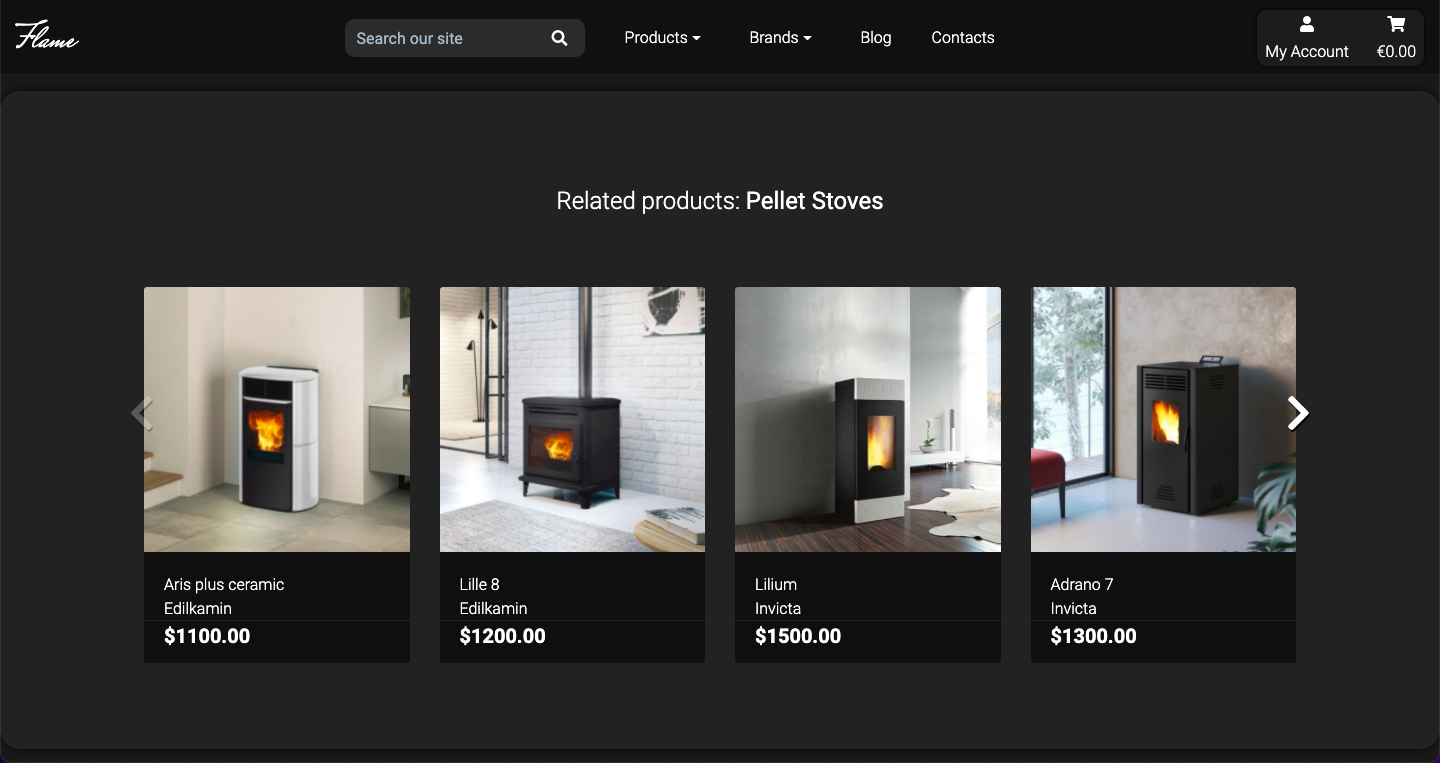 Flame
Search our site
Products
Brands
Blog
Contacts
My Account
€0.00
Related products: Pellet Stoves
Aris plus ceramic
Edilkamin
$1100.00
Lille 8
Edilkamin
$1200.00
Lilium
Invicta
$1500.00
Adrano 7
Invicta
$1300.00